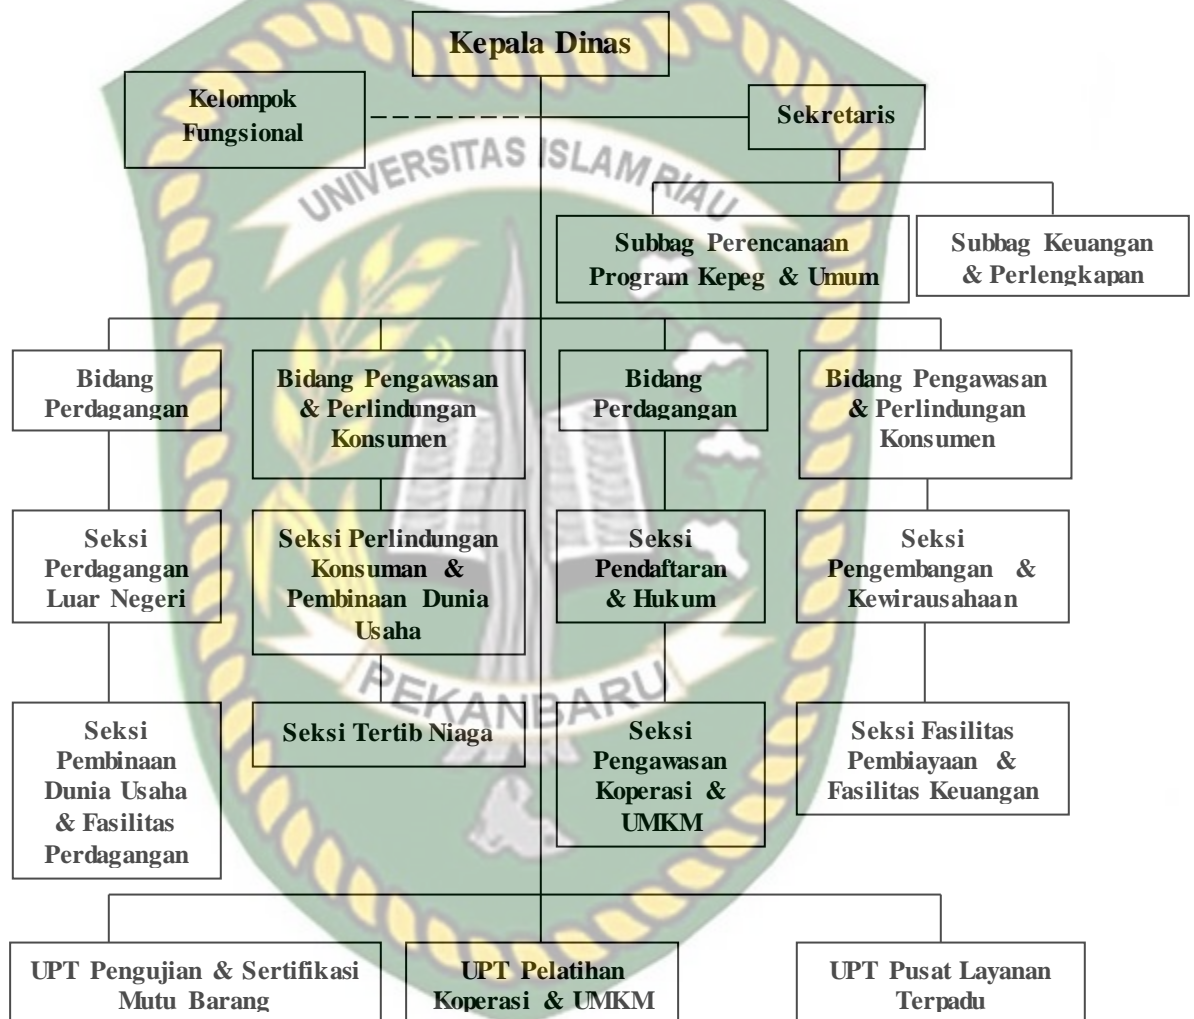 Kepala Dinas
Kelompok
Fungsional
Sekretaris
UNIVERSITAS ISLAM RIAU
Subbag Perencanaan
Program Kepeg & Umum
Subbag Keuangan
& Perlengkapan
Bidang
Perdagangan
Bidang Pengawasan
& Perlindungan
Konsumen
Bidang
Perdagangan
Bidang Pengawasan
& Perlindungan
Konsumen
Seksi
Perdagangan
Luar Negeri
Seksi Perlindungan
Konsuman &
Pembinaan Dunia
Usaha
Seksi
Pendaftaran
& Hukum
Seksi
Pengembangan &
Kewirausahaan
PEKANBARU
Seksi
Pembinaan
Dunia Usaha
& Fasilitas
Perdagangan
Seksi Tertib Niaga
Seksi
Pengawasan
Koperasi &
UMKM
Seksi Fasilitas
Pembiayaan &
Fasilitas Keuangan
UPT Pengujian & Sertifikasi
Mutu Barang
UPT Pelatihan
Koperasi & UMKM
UPT Pusat Layanan
Terpadu